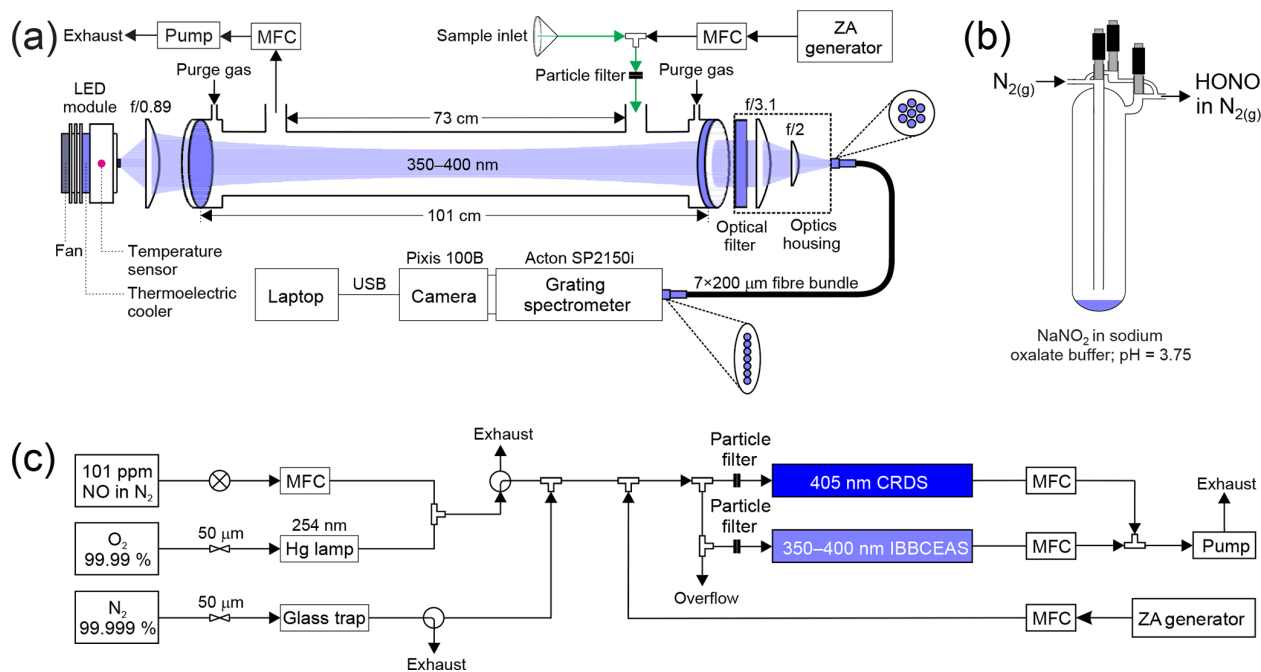 (a)
Exhaust
Pump
MFC
Sample inlet
MFC
ZA
generator
Purge gas
Particle filter
Purge gas
LED
module
f/0.89
73 cm
f/3.1
f/2
350–400 nm
101 cm
Fan
Temperature
sensor
Thermoelectric
cooler
Optical
filter
Optics
housing
Laptop
USB
Pixis 100B
Camera
Acton SP2150i
Grating
spectrometer
7×200 μm fibre bundle
(b)
N2(g)
HONO
in N2(g)
NaNO2 in sodium
oxalate buffer; pH = 3.75
(c)
101 ppm
NO in N2
MFC
Exhaust
Particle
filter
405 nm CRDS
MFC
O2
99.99 %
50 μm
254 nm
Hg lamp
Particle
filter
350–400 nm IBBCEAS
MFC
Exhaust
Pump
Overflow
N2
99.999 %
50 μm
Glass trap
Exhaust
MFC
ZA generator